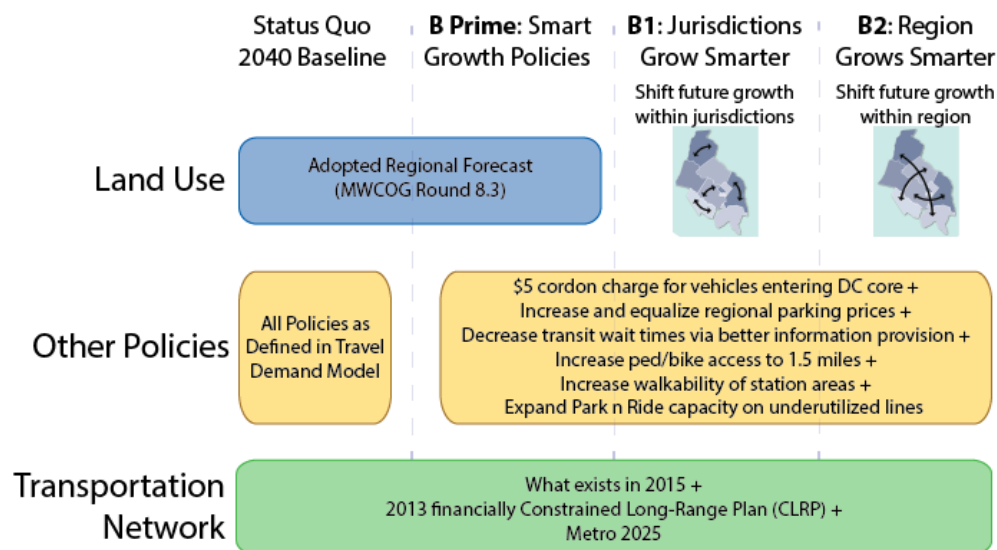 Status Quo
2040 Baseline
B Prime: Smart
Growth Policies
B1: Jurisdictions
Grow Smarter
B2: Region
Grows Smarter
Shift future growth
within jurisdictions
Shift future growth
within region
Land Use
Adopted Regional Forecast
(MWCOG Round 8.3)
Other Policies
All Policies as
Defined in Travel
Demand Model
$5 cordon charge for vehicles entering DC core +
Increase and equalize regional parking prices +
Decrease transit wait times via better information provision +
Increase ped/bike access to 1.5 miles +
Increase walkability of station areas +
Expand Park n Ride capacity on underutilized lines
Transportation
Network
What exists in 2015 +
2013 financially Constrained Long-Range Plan (CLRP) +
Metro 2025